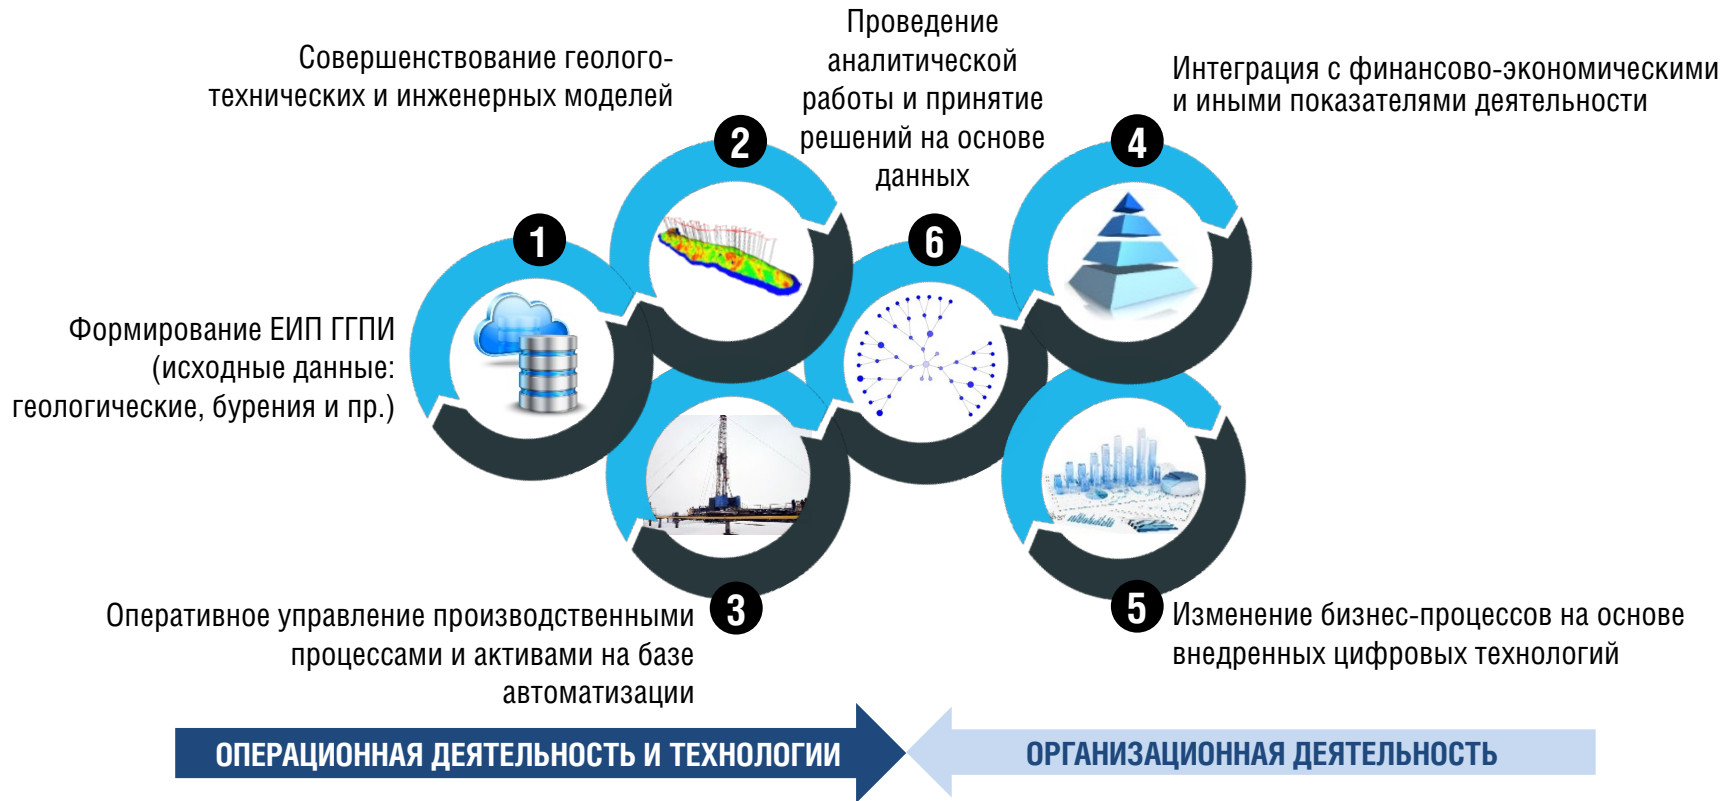 Совершенствование геолого-
технических и инженерных моделей
2
Проведение
аналитической
работы и принятие
решений на основе
данных
6
Интеграция с финансово-экономическими
и иными показателями деятельности
4
1
Формирование ЕИП ГГПИ
(исходные данные:
геологические, бурения и пр.)
Оперативное управление производственными
процессами и активами на базе
автоматизации
3
5
Изменение бизнес-процессов на основе
внедренных цифровых технологий
ОПЕРАЦИОННАЯ ДЕЯТЕЛЬНОСТЬ И ТЕХНОЛОГИИ
ОРГАНИЗАЦИОННАЯ ДЕЯТЕЛЬНОСТЬ